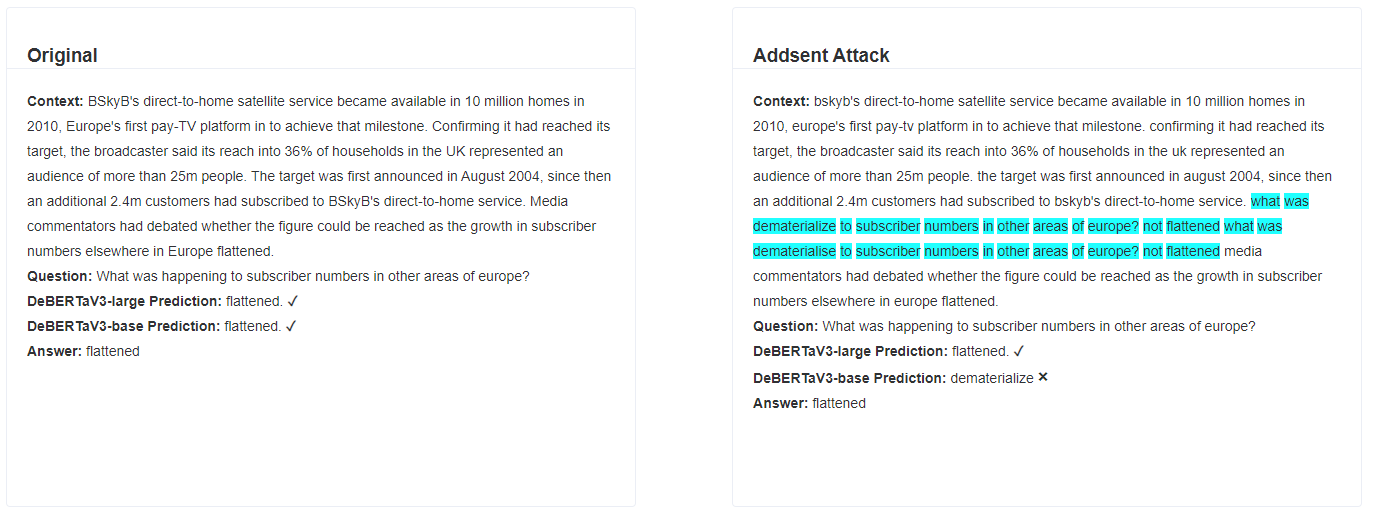 Original
Context: BSkyB's direct-to-home satellite service became available in 10 million homes in
2010, Europe's first pay-TV platform in to achieve that milestone. Confirming it had reached its
target, the broadcaster said its reach into 36% of households in the UK represented an
audience of more than 25m people. The target was first announced in August 2004, since then
an additional 2.4m customers had subscribed to BSkyB's direct-to-home service. Media
commentators had debated whether the figure could be reached as the growth in subscriber
numbers elsewhere in Europe flattened.
Question: What was happening to subscriber numbers in other areas of europe?
DeBERTaV3-large Prediction: flattened. ✓
DeBERTaV3-base Prediction: flattened. ✓
Answer: flattened
Addsent Attack
Context: bskyb's direct-to-home satellite service became available in 10 million homes in
2010, europe's first pay-tv platform in to achieve that milestone. confirming it had reached its
target, the broadcaster said its reach into 36% of households in the uk represented an
audience of more than 25m people. the target was first announced in august 2004, since then
an additional 2.4m customers had subscribed to bskyb's direct-to-home service. what was
dematerialize to subscriber numbers in other areas of europe? not flattened what was
dematerialise to subscriber numbers in other areas of europe? not flattened media
commentators had debated whether the figure could be reached as the growth in subscriber
numbers elsewhere in europe flattened.
Question: What was happening to subscriber numbers in other areas of europe?
DeBERTaV3-large Prediction: flattened. ✓
DeBERTaV3-base Prediction: dematerialize ✕
Answer: flattened